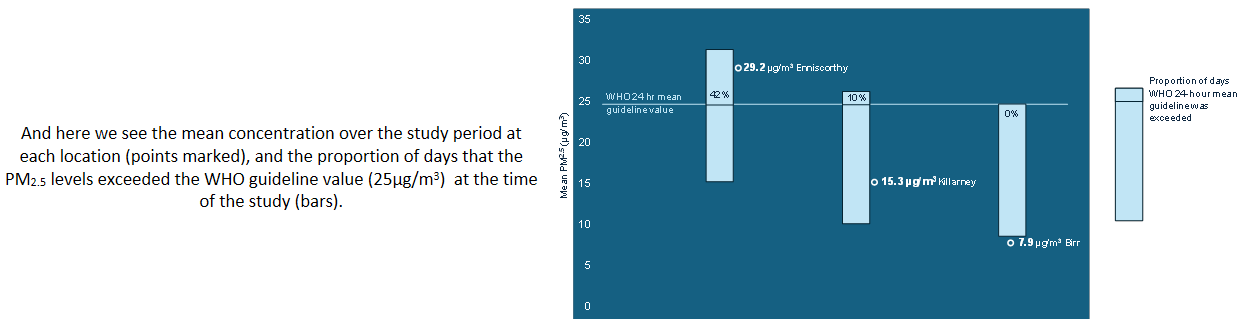 And here we see the mean concentration over the study period at
each location (points marked), and the proportion of days that the
PM2.5 levels exceeded the WHO guideline value (25µg/m³) at the time
of the study (bars).
Mean PM2.5 (µg/m³)
35
30
25
20
15
10
5
0
WHO 24 hr mean
guideline value
42%
29.2 µg/m³ Enniscorthy
10%
15.3 µg/m³ Killarney
0%
7.9 µg/m³ Birr
Proportion of days
WHO 24-hour mean
guideline was
exceeded